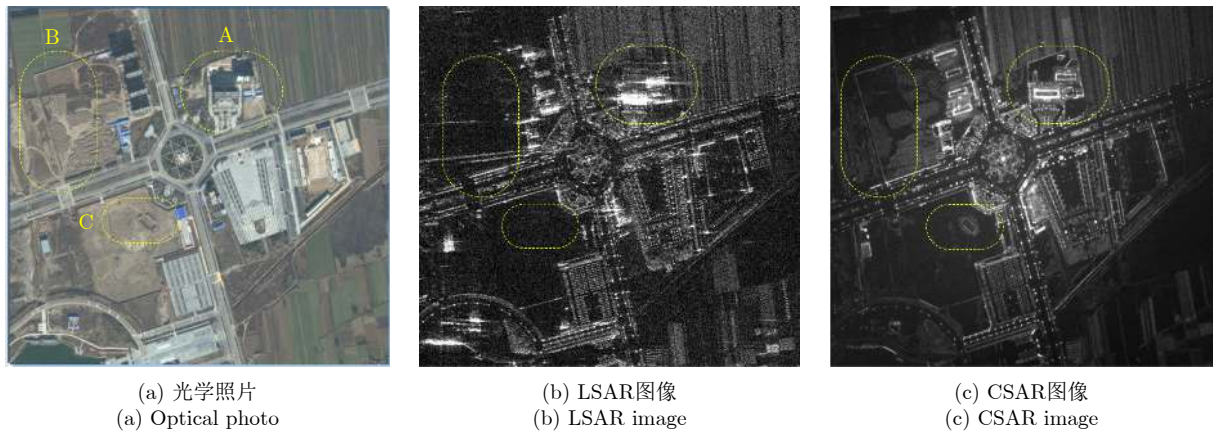 B
A
C
(a) 光学照片
(a) Optical photo
(b) LSAR图像
(b) LSAR image
(c) CSAR图像
(c) CSAR image